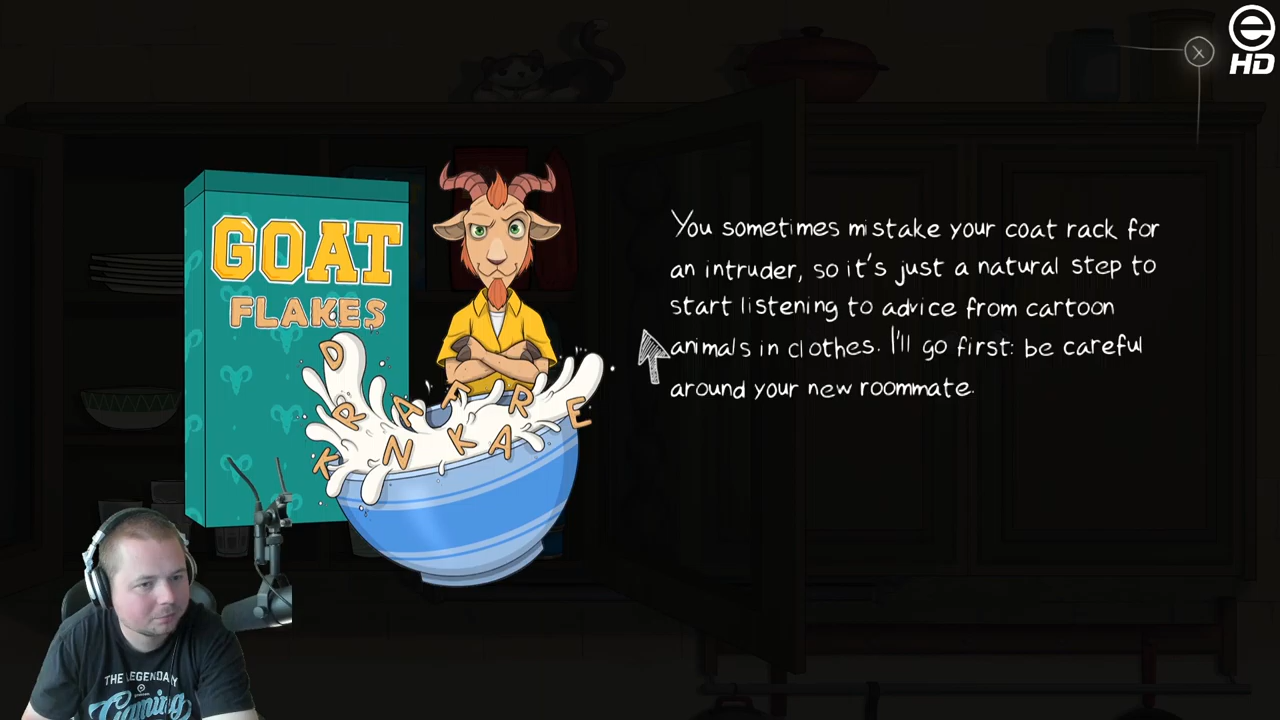 e
HD
X
GOAT
FLAKES
You sometimes mistake your coat rack for
an intruder, so it's just a natural step to
start listening to advice from cartoon
animals in clothes. I'll go first: be careful
around your new roommate.
D
R A F R E
K N K A
THE LEGENDARY
Gaming